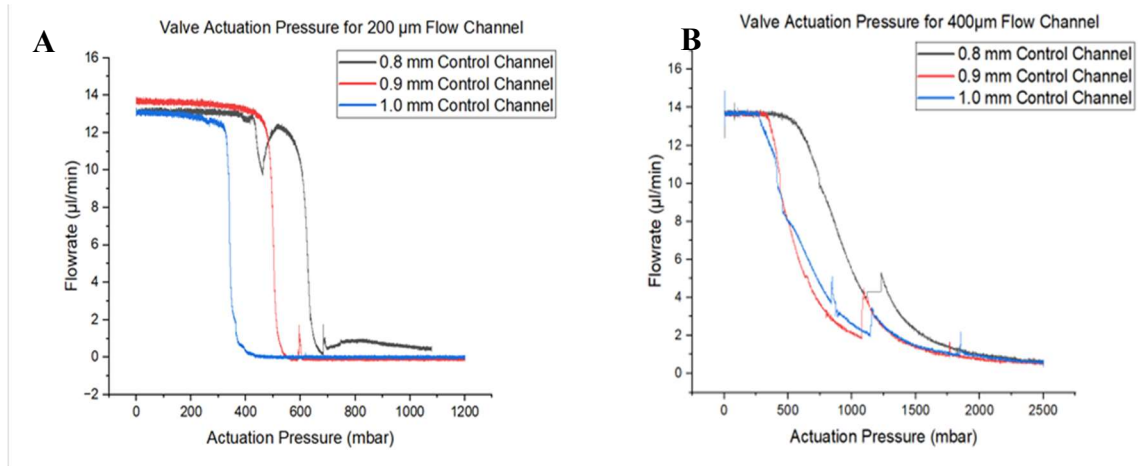 A
Valve Actuation Pressure for 200 µm Flow Channel
0.8 mm Control Channel
0.9 mm Control Channel
1.0 mm Control Channel
16
14
12
10
8
6
4
2
0
−2
Flowrate (µl/min)
0 200 400 600 800 1000 1200
Actuation Pressure (mbar)
B
Valve Actuation Pressure for 400µm Flow Channel
0.8 mm Control Channel
0.9 mm Control Channel
1.0 mm Control Channel
16
14
12
10
8
6
4
2
0
Flowrate (µl/min)
0 500 1000 1500 2000 2500
Actuation Pressure (mbar)